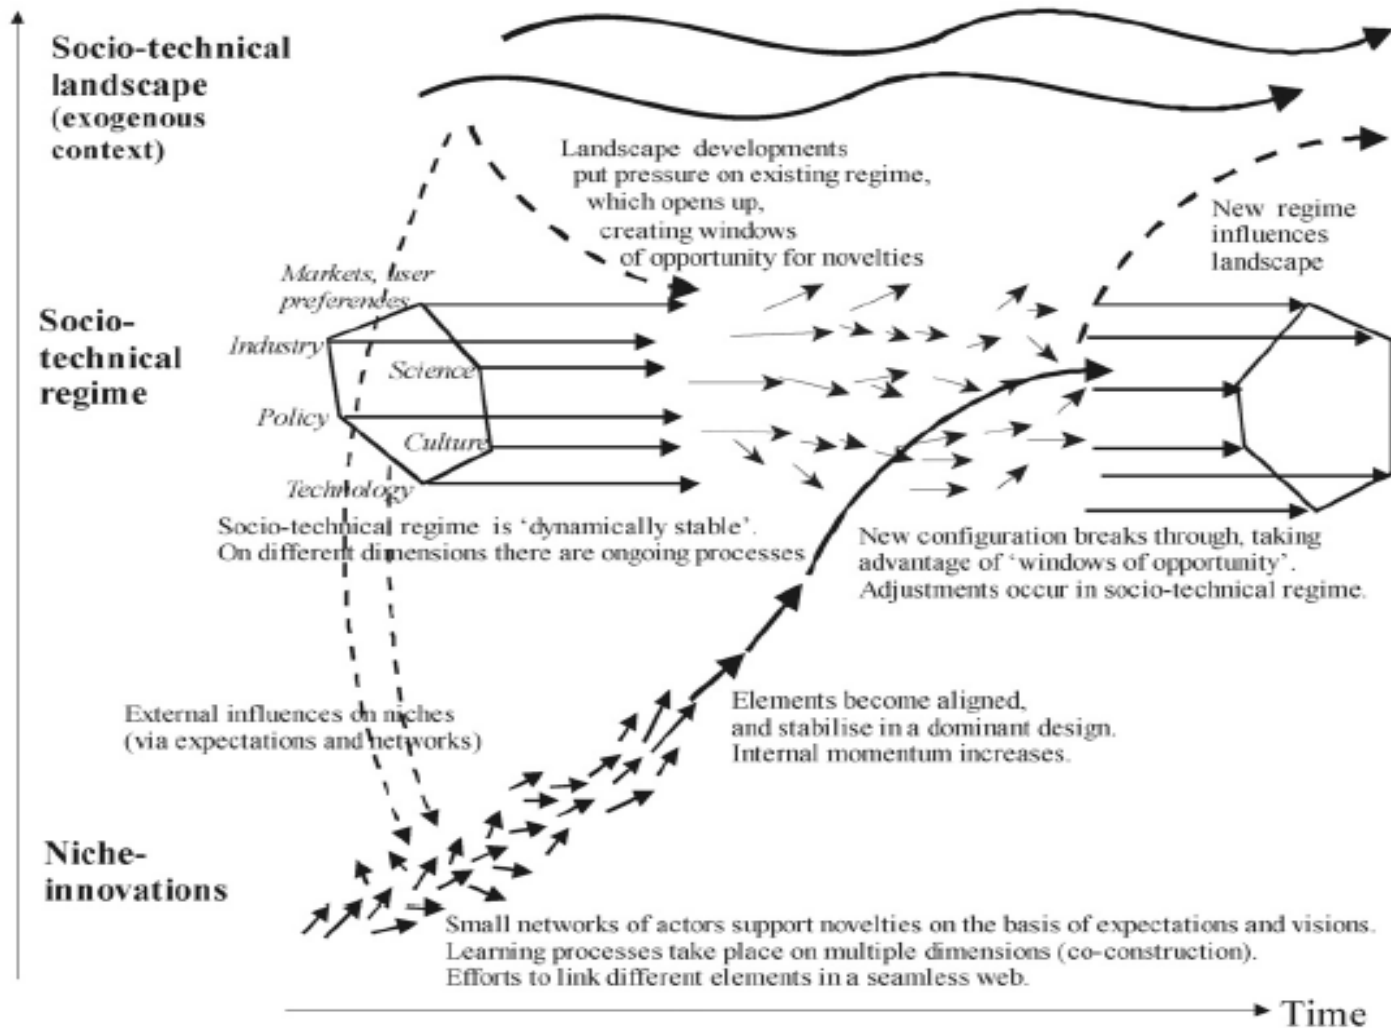 Socio-technical
landscape
(exogenous
context)
Landscape developments
put pressure on existing regime,
which opens up,
creating windows
of opportunity for novelties
New regime
influences
landscape
Markets, user
preferences
Socio-
technical
regime
Industry
Science
Policy
Culture
Technology
Socio-technical regime is ‘dynamically stable’.
On different dimensions there are ongoing processes
New configuration breaks through, taking
advantage of ‘windows of opportunity’.
Adjustments occur in socio-technical regime.
External influences on niches
(via expectations and networks)
Elements become aligned,
and stabilise in a dominant design.
Internal momentum increases.
Niche-
innovations
Small networks of actors support novelties on the basis of expectations and visions.
Learning processes take place on multiple dimensions (co-construction).
Efforts to link different elements in a seamless web.
Time